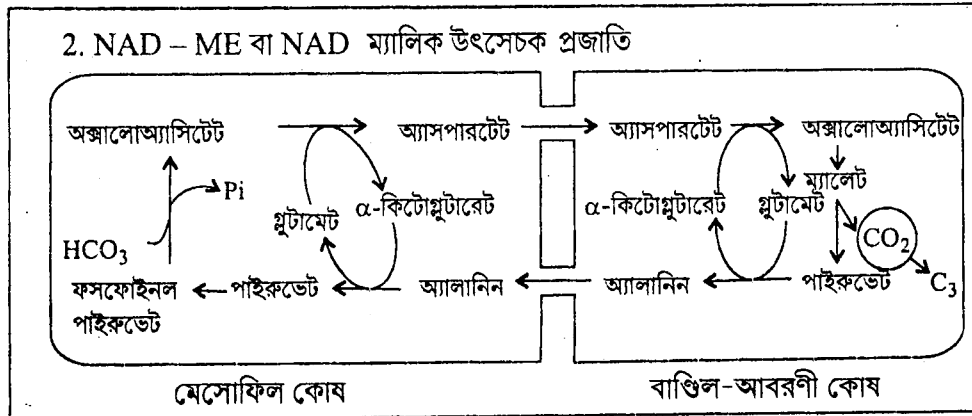 2. NAD – ME বা NAD ম্যালিক উৎসেচক প্রজাতি
অক্সালোঅ্যাসিটেট অ্যাসপারটেট অ্যাসপারটেট অক্সালোঅ্যাসিটেট
Pi ম্যালেট
গ্লুটামেট α-কিটোগ্লুটারেট α-কিটোগ্লুটারেট গ্লুটামেট
HCO₃ CO₂
ফসফোইনল পাইরুভেট অ্যালানিন অ্যালানিন পাইরুভেট C₃
পাইরুভেট
মেসোফিল কোষ বাণ্ডিল-আবরণী কোষ